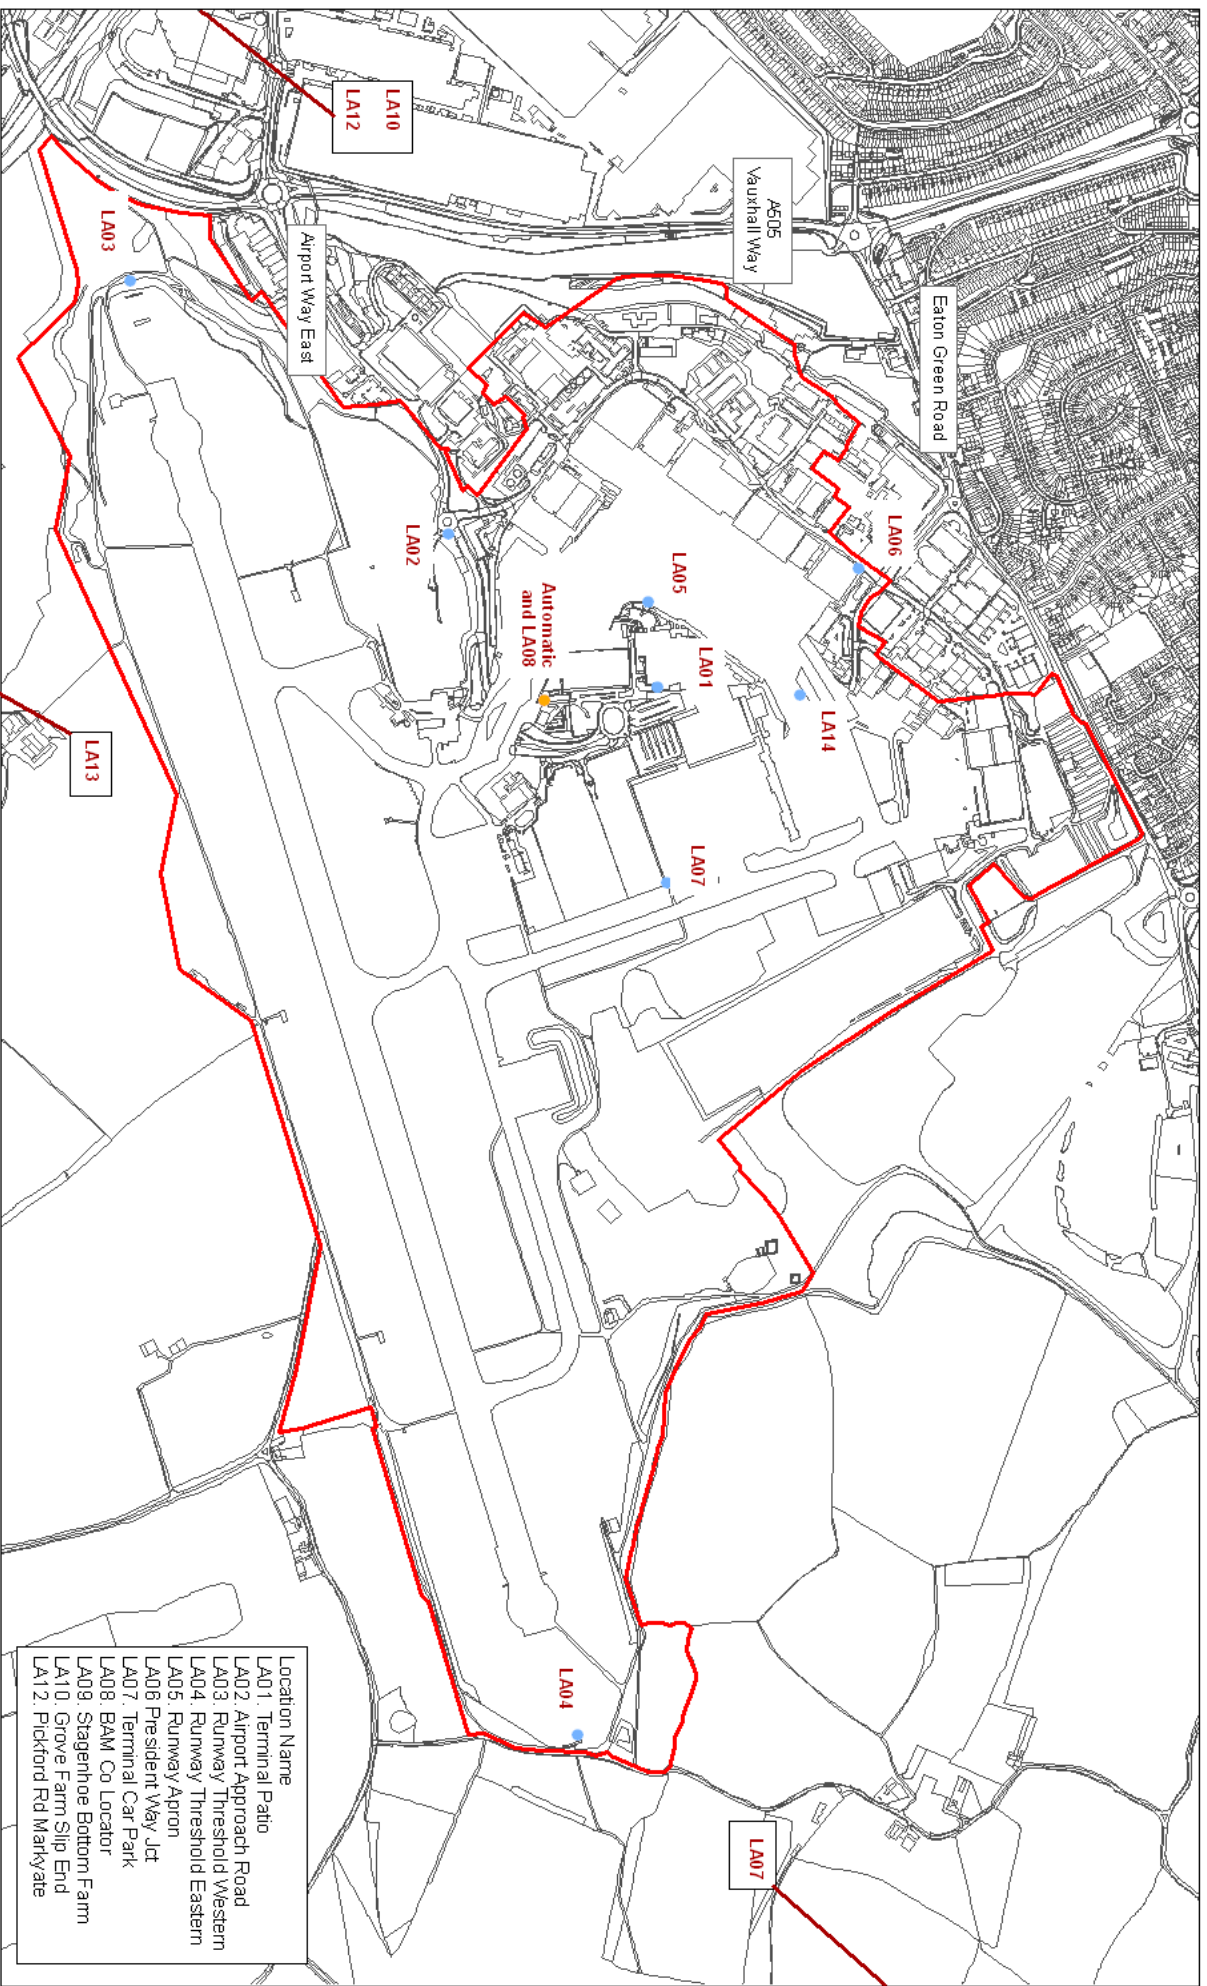 LA10
LA12
A505
Vauxhall Way
Eaton Green Road
Airport Way East
LA03
LA02
LA06
LA05
LA01
LA14
Automatic
and LA08
LA13
LA07
LA04
LA07
Location Name
LA01. Terminal Patio
LA02. Airport Approach Road
LA03. Runway Threshold Western
LA04. Runway Threshold Eastern
LA05. Runway Apron
LA06 President Way Jct
LA07. Terminal Car Park
LA08. BAM Co Locator
LA09. Stagenhoe Bottom Farm
LA10. Grove Farm Slip End
LA12. Pickford Rd Markyate